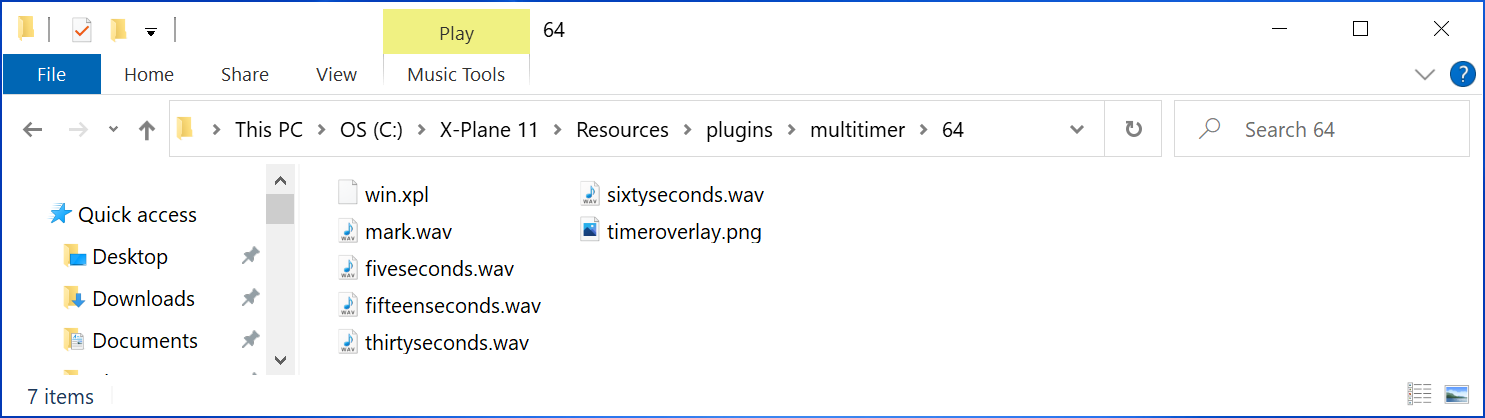 Play
64
File
Home
Share
View
Music Tools
?
This PC > OS (C:) > X-Plane 11 > Resources > plugins > multitimer > 64
Search 64
Quick access
Desktop
Downloads
Documents
win.xpl
mark.wav
fiveseconds.wav
fifteenseconds.wav
thirtyseconds.wav
sixtyseconds.wav
timeroverlay.png
7 items